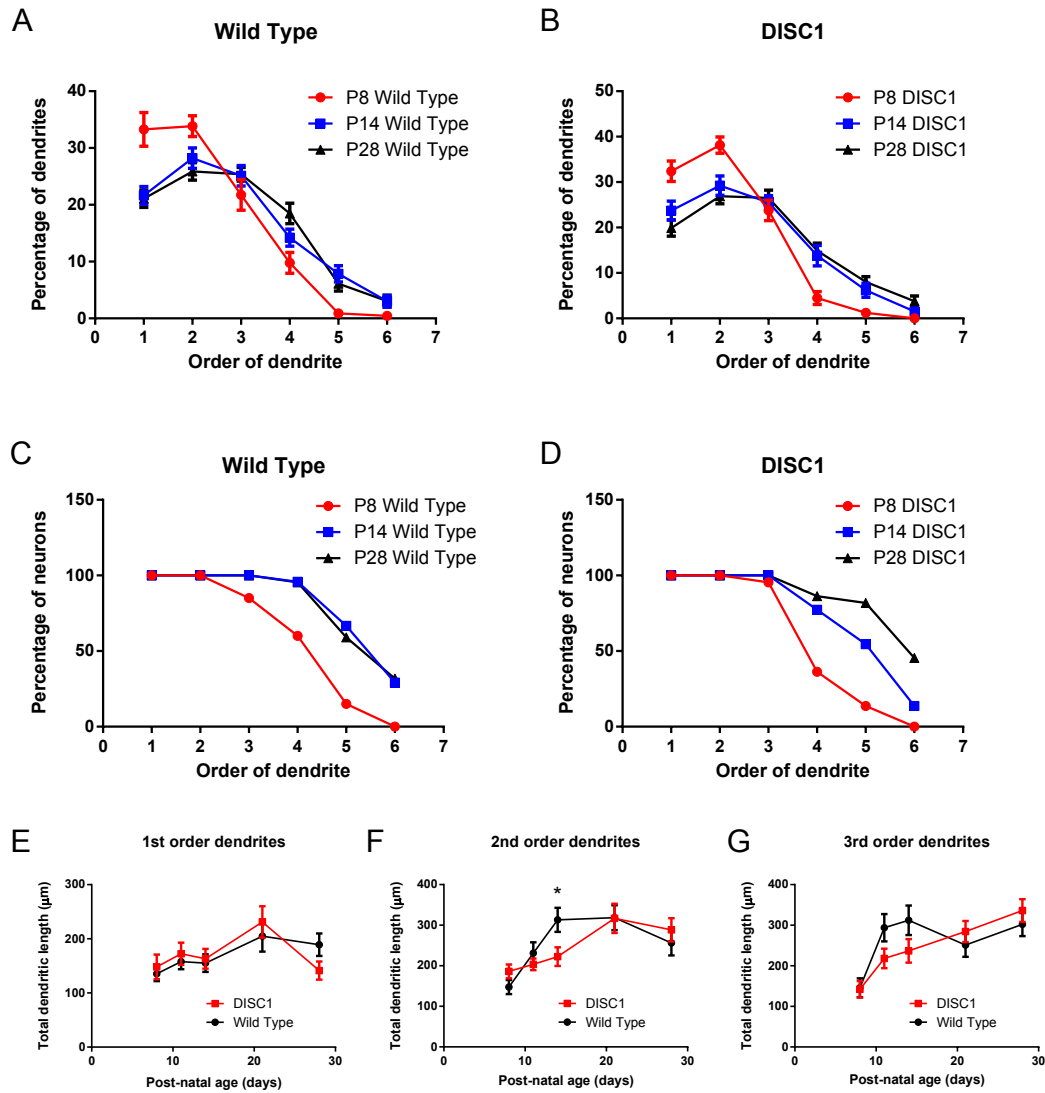 A
Wild Type
P8 Wild Type
P14 Wild Type
P28 Wild Type
Percentage of dendrites
40
30
20
10
0
0 1 2 3 4 5 6 7
Order of dendrite
B
DISC1
P8 DISC1
P14 DISC1
P28 DISC1
Percentage of dendrites
50
40
30
20
10
0
0 1 2 3 4 5 6 7
Order of dendrite
C
Wild Type
P8 Wild Type
P14 Wild Type
P28 Wild Type
Percentage of neurons
150
100
50
0
0 1 2 3 4 5 6 7
Order of dendrite
D
DISC1
P8 DISC1
P14 DISC1
P28 DISC1
Percentage of neurons
150
100
50
0
0 1 2 3 4 5 6 7
Order of dendrite
E
1st order dendrites
Total dendritic length (μm)
300
200
100
0
DISC1
Wild Type
0 10 20 30
Post-natal age (days)
F
2nd order dendrites
Total dendritic length (μm)
400
300
200
100
0
*
DISC1
Wild Type
0 10 20 30
Post-natal age (days)
G
3rd order dendrites
Total dendritic length (μm)
400
300
200
100
0
DISC1
Wild Type
0 10 20 30
Post-natal age (days)